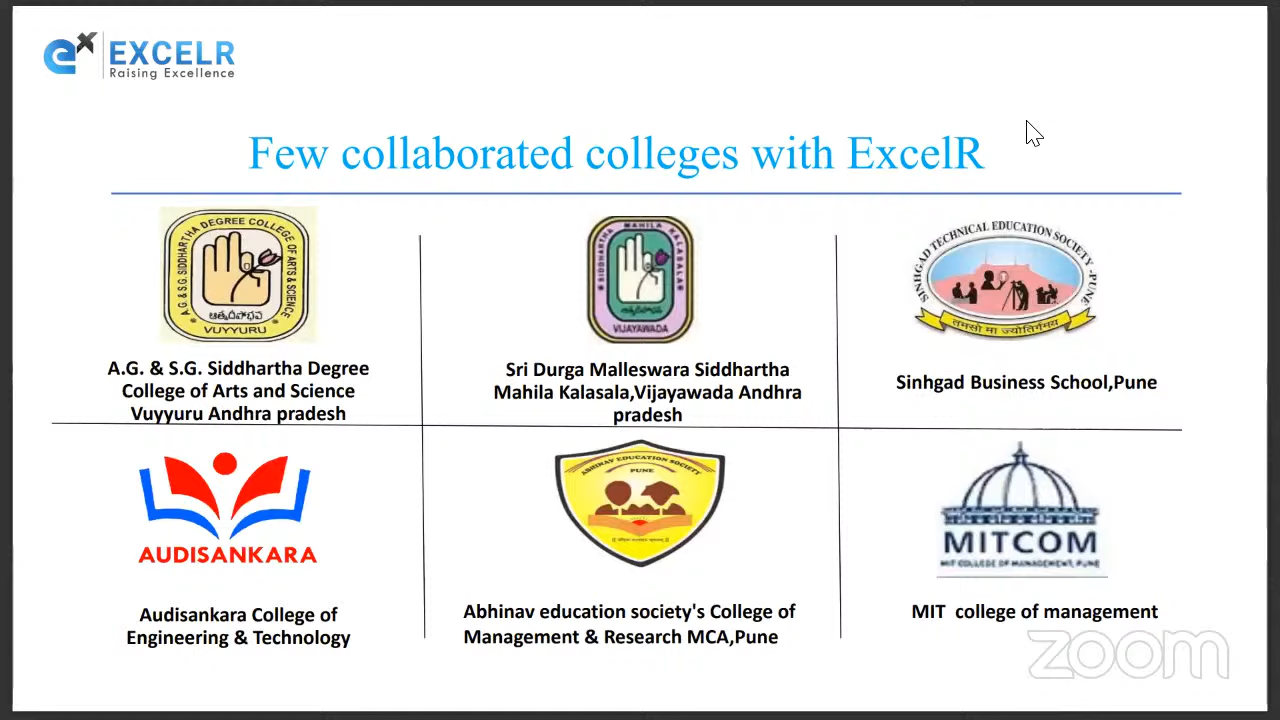 EXCELR
Raising Excellence
Few collaborated colleges with ExcelR
A.G. & S.G. SIDDHARTHA DEGREE COLLEGE OF ARTS & SCIENCE
VUYYURU
A.G. & S.G. Siddhartha Degree
College of Arts and Science
Vuyyuru Andhra pradesh
SIDDHARTHA MAHILA KALASALA
VIJAYAWADA
Sri Durga Malleswara Siddhartha
Mahila Kalasala,Vijayawada Andhra
pradesh
SINHGAD TECHNICAL EDUCATION SOCIETY - PUNE
तमसो मा ज्योतिर्गमय
Sinhgad Business School,Pune
AUDISANKARA
Audisankara College of
Engineering & Technology
ABHINAV EDUCATION SOCIETY
PUNE
Abhinav education society's College of
Management & Research MCA,Pune
MITCOM
MIT COLLEGE OF MANAGEMENT, PUNE
MIT  college of management
zoom